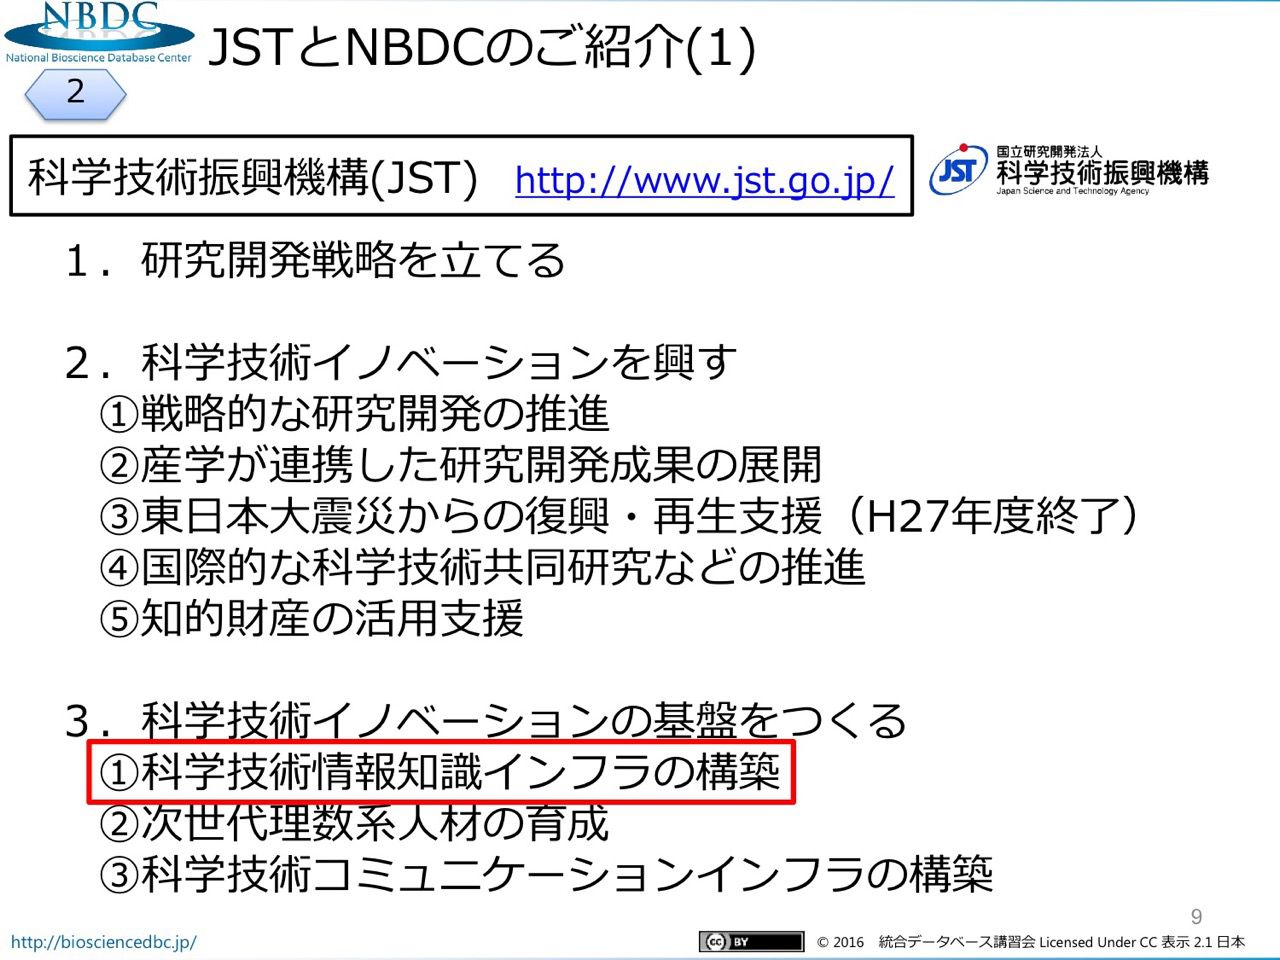 NBDC
National Bioscience Database Center
JSTとNBDCのご紹介(1)
2
科学技術振興機構(JST) http://www.jst.go.jp/
JST
国立研究開発法人
科学技術振興機構
Japan Science and Technology Agency
１．研究開発戦略を立てる
２．科学技術イノベーションを興す
①戦略的な研究開発の推進
②産学が連携した研究開発成果の展開
③東日本大震災からの復興・再生支援（H27年度終了）
④国際的な科学技術共同研究などの推進
⑤知的財産の活用支援
３．科学技術イノベーションの基盤をつくる
①科学技術情報知識インフラの構築
②次世代理数系人材の育成
③科学技術コミュニケーションインフラの構築
9
http://biosciencedbc.jp/
cc BY
© 2016 統合データベース講習会 Licensed Under CC 表示 2.1 日本